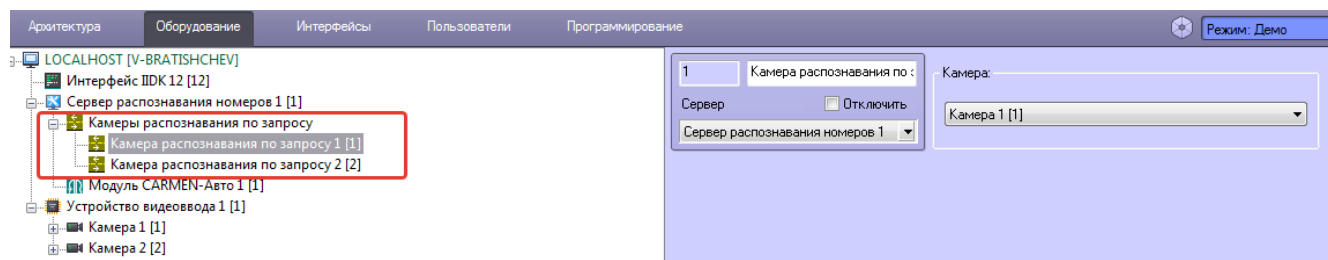 Архитектура Оборудование Интерфейсы Пользователи Программирование Режим: Демо
LOCALHOST [V-BRATISHCHEV]
Интерфейс IIDK 12 [12]
Сервер распознавания номеров 1 [1]
Камеры распознавания по запросу
Камера распознавания по запросу 1 [1]
Камера распознавания по запросу 2 [2]
Модуль CARMEN-Авто 1 [1]
Устройство видеоввода 1 [1]
Камера 1 [1]
Камера 2 [2]
1 Камера распознавания по
Сервер Отключить
Сервер распознавания номеров 1
Камера:
Камера 1 [1]